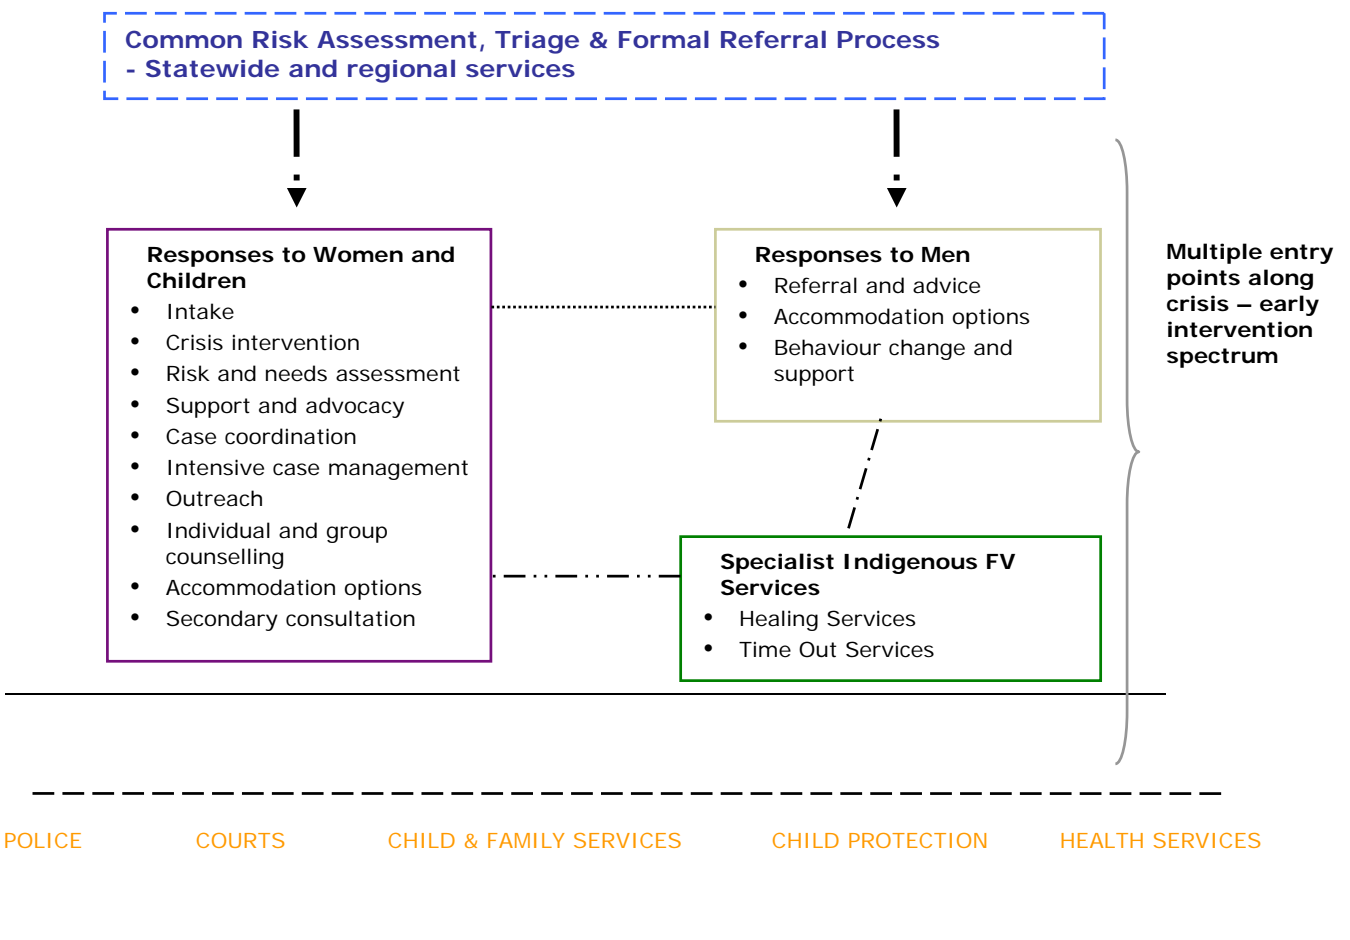 Common Risk Assessment, Triage & Formal Referral Process
- Statewide and regional services
Responses to Women and
Children
• Intake
• Crisis intervention
• Risk and needs assessment
• Support and advocacy
• Case coordination
• Intensive case management
• Outreach
• Individual and group
counselling
• Accommodation options
• Secondary consultation
Responses to Men
• Referral and advice
• Accommodation options
• Behaviour change and
support
Specialist Indigenous FV
Services
• Healing Services
• Time Out Services
Multiple entry
points along
crisis – early
intervention
spectrum
POLICE
COURTS
CHILD & FAMILY SERVICES
CHILD PROTECTION
HEALTH SERVICES